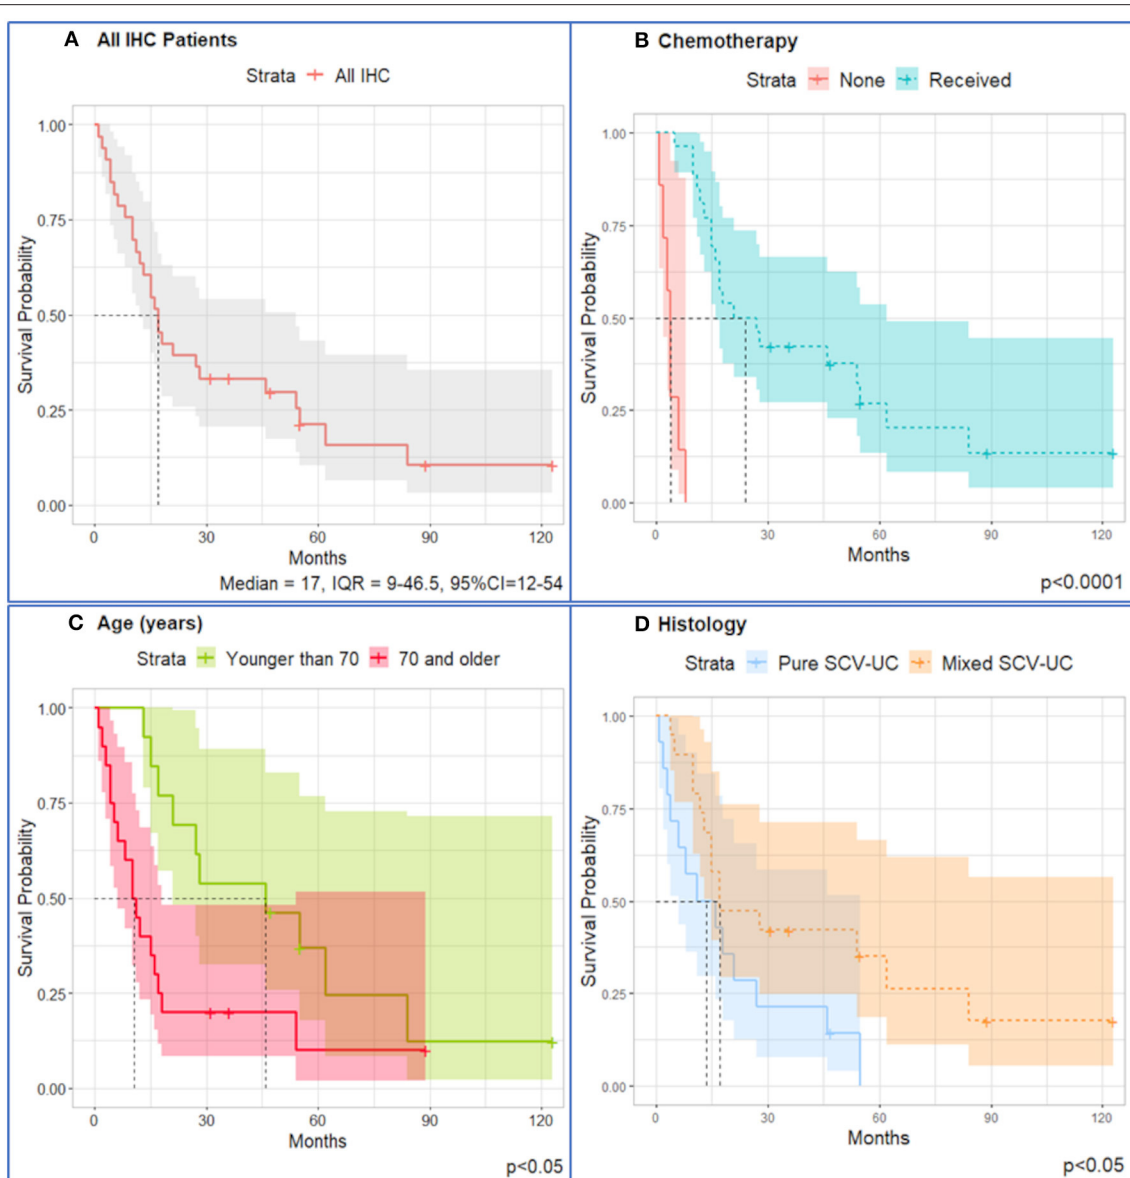 A All IHC Patients
Strata All IHC
1.00
0.75
0.50
0.25
0.00
Survival Probability
0 30 60 90 120
Months
Median = 17, IQR = 9-46.5, 95%CI=12-54
B Chemotherapy
Strata None Received
1.00
0.75
0.50
0.25
0.00
Survival Probability
0 30 60 90 120
Months
p<0.0001
C Age (years)
Strata Younger than 70 70 and older
1.00
0.75
0.50
0.25
0.00
Survival Probability
0 30 60 90 120
Months
p<0.05
D Histology
Strata Pure SCV-UC Mixed SCV-UC
1.00
0.75
0.50
0.25
0.00
Survival Probability
0 30 60 90 120
Months
p<0.05